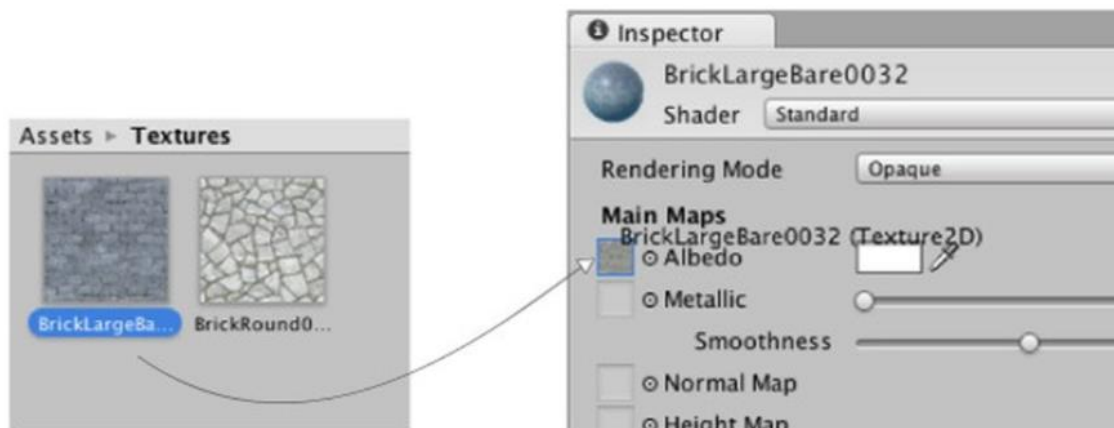 Inspector
BrickLargeBare0032
Shader Standard
Assets ▸ Textures
Rendering Mode Opaque
Main Maps
BrickLargeBare0032 (Texture2D)
Albedo
BrickLargeBa... BrickRound0...
Metallic
Smoothness
Normal Map
Height Map